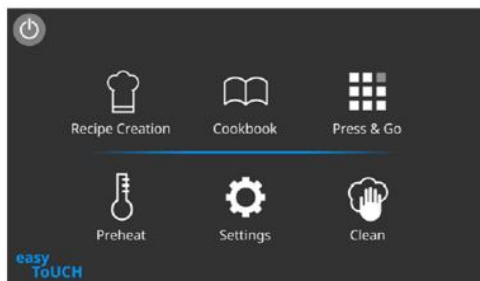 Recipe Creation
Cookbook
Press & Go
Preheat
Settings
Clean
easy
ToUCH